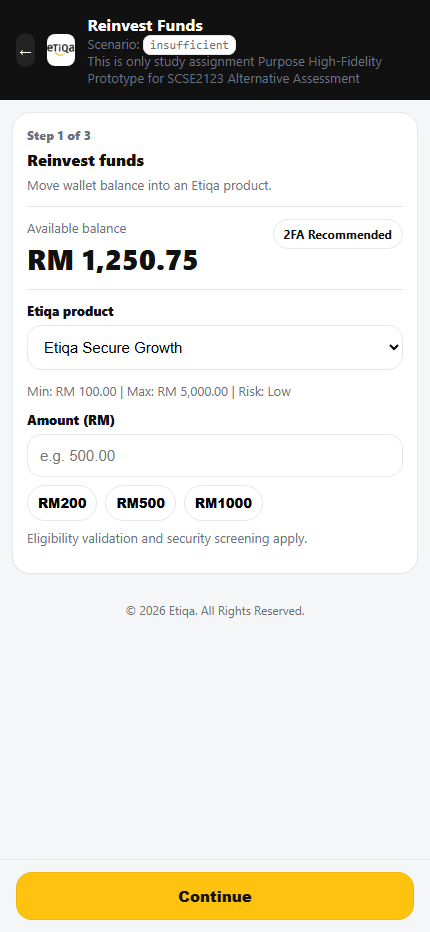 Reinvest Funds
←
etiqa
Scenario: insufficient
This is only study assignment Purpose High-Fidelity
Prototype for SCSE2123 Alternative Assessment
Step 1 of 3
Reinvest funds
Move wallet balance into an Etiqa product.
Available balance
2FA Recommended
RM 1,250.75
Etiqa product
Etiqa Secure Growth
Min: RM 100.00 | Max: RM 5,000.00 | Risk: Low
Amount (RM)
e.g. 500.00
RM200 RM500 RM1000
Eligibility validation and security screening apply.
© 2026 Etiqa. All Rights Reserved.
Continue